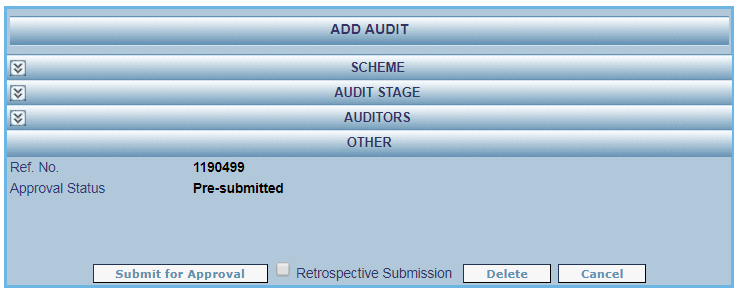 ADD AUDIT
SCHEME
AUDIT STAGE
AUDITORS
OTHER
Ref. No. 1190499
Approval Status Pre-submitted
Submit for Approval Retrospective Submission Delete Cancel